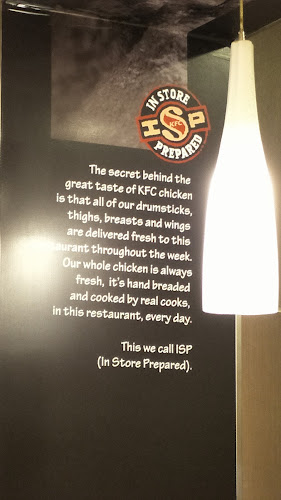 IN STORE
ISP
KFC
PREPARED
The secret behind the
great taste of KFC chicken
is that all of our drumsticks,
thighs, breasts and wings
are delivered fresh to this
restaurant throughout the week.
Our whole chicken is always
fresh, it's hand breaded
and cooked by real cooks,
in this restaurant, every day.
This we call ISP
(In Store Prepared).